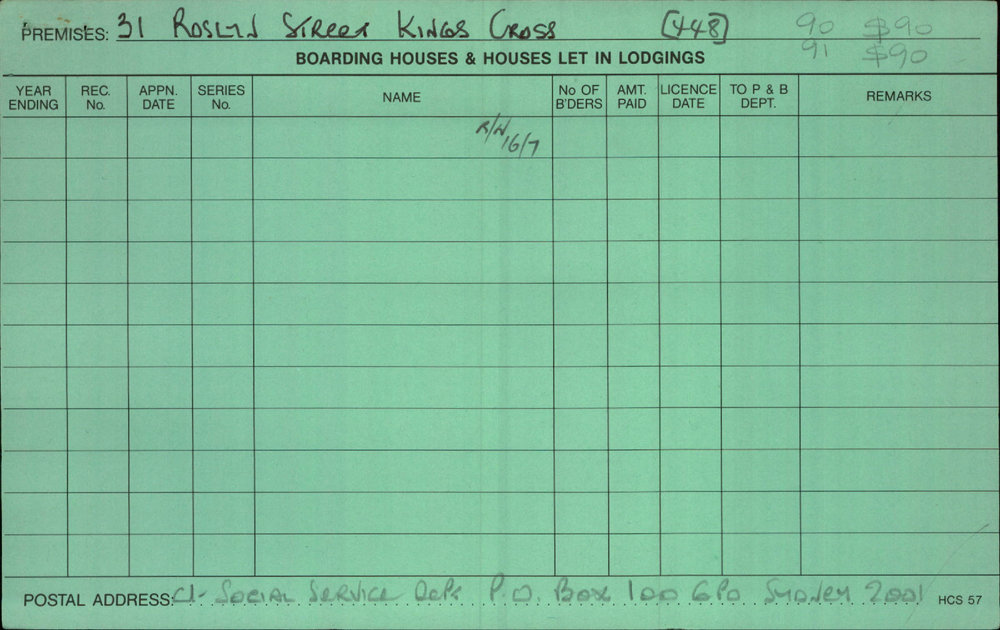 PREMISES: 31 ROSLYN STREET KINGS CROSS [448] 90 $90
91 $90
BOARDING HOUSES & HOUSES LET IN LODGINGS
YEAR ENDING REC. No. APPN. DATE SERIES No. NAME No OF B'DERS AMT. PAID LICENCE DATE TO P & B DEPT. REMARKS
R/W 16/7
POSTAL ADDRESS: C/- SOCIAL SERVICE DEPT P.O. BOX 100 GPO SYDNEY 2001 HCS 57